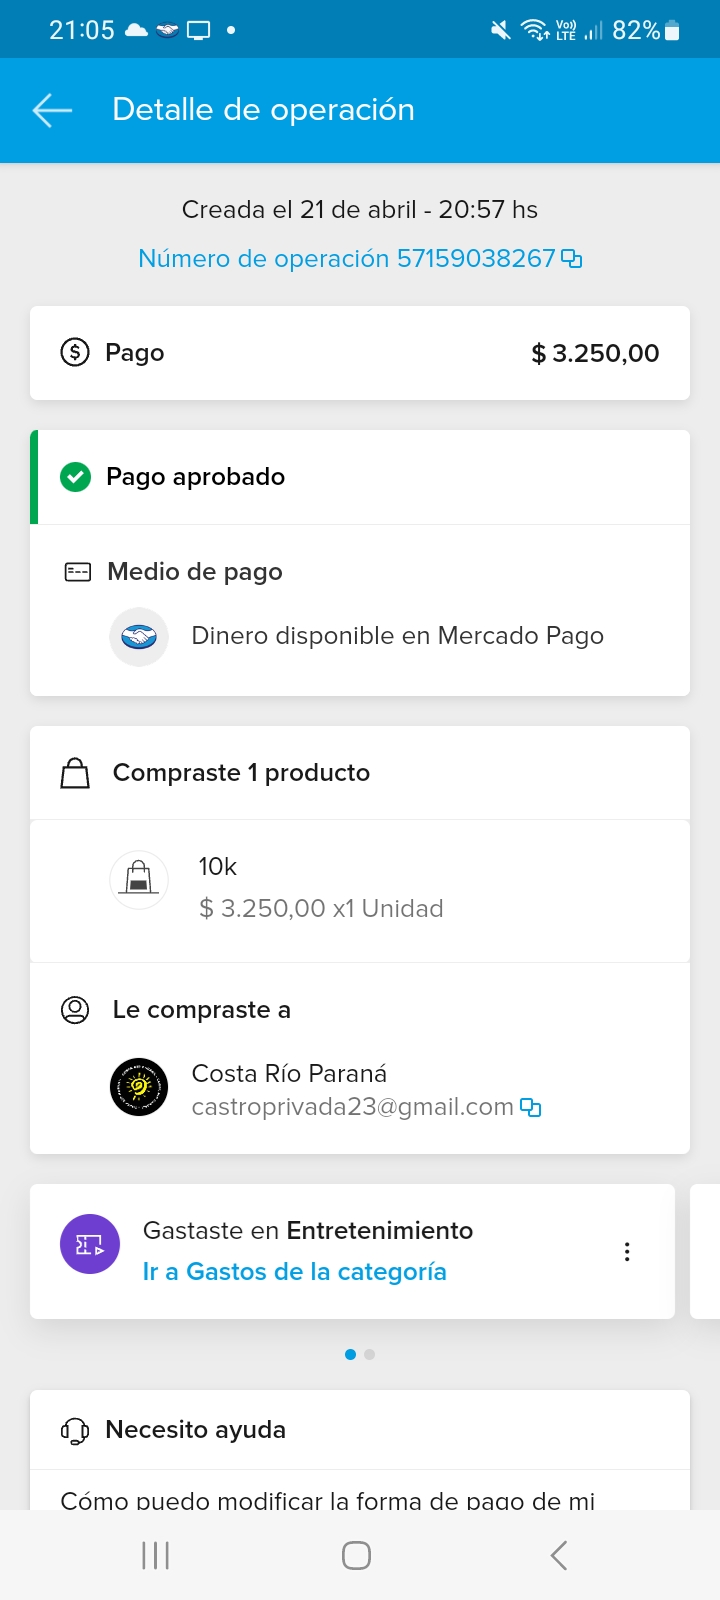 21:05
Vo)) LTE 82%
Detalle de operación
Creada el 21 de abril - 20:57 hs
Número de operación 57159038267
Pago $ 3.250,00
Pago aprobado
Medio de pago
Dinero disponible en Mercado Pago
Compraste 1 producto
10k
$ 3.250,00 x1 Unidad
Le compraste a
Costa Río Paraná
castroprivada23@gmail.com
Gastaste en Entretenimiento
Ir a Gastos de la categoría
Necesito ayuda
Cómo puedo modificar la forma de pago de mi